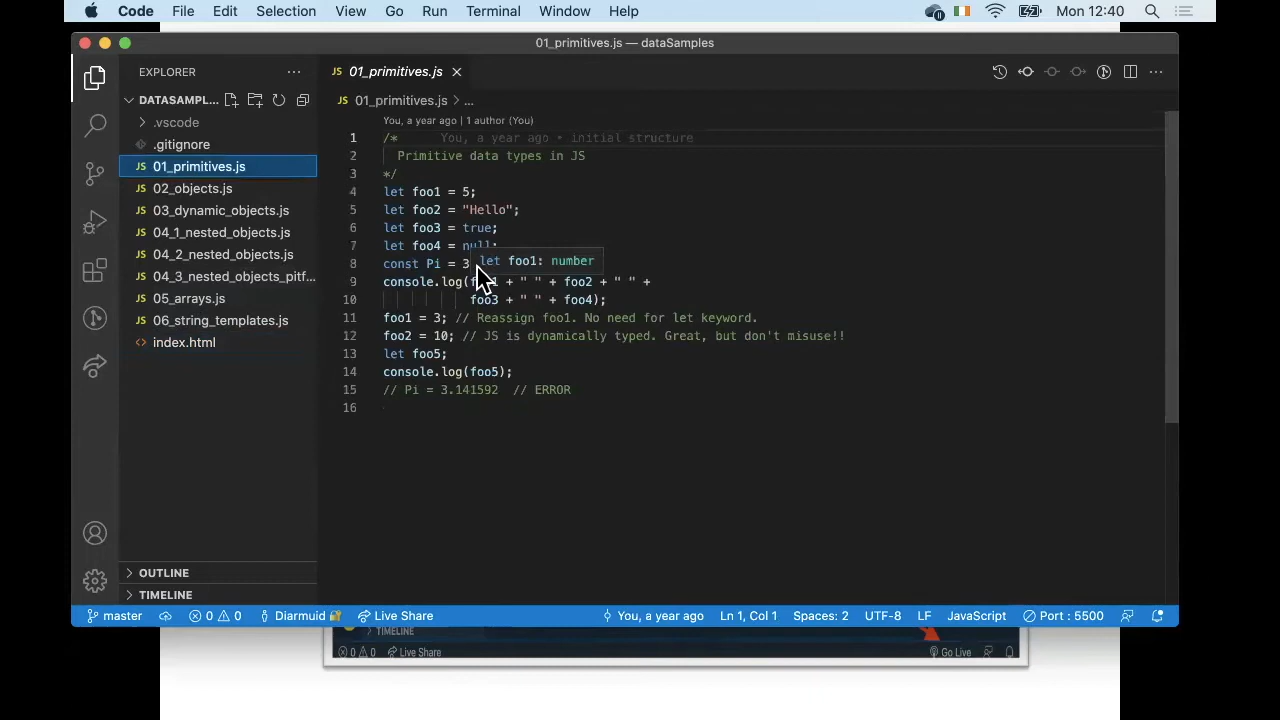 Code File Edit Selection View Go Run Terminal Window Help Mon 12:40
01_primitives.js — dataSamples
EXPLORER
01_primitives.js
DATASAMPL...
01_primitives.js > ...
.vscode
.gitignore
01_primitives.js
02_objects.js
03_dynamic_objects.js
04_1_nested_objects.js
04_2_nested_objects.js
04_3_nested_objects_pitf...
05_arrays.js
06_string_templates.js
index.html
You, a year ago | 1 author (You)
1 /* You, a year ago • initial structure
2 Primitive data types in JS
3 */
4 let foo1 = 5;
5 let foo2 = "Hello";
6 let foo3 = true;
7 let foo4 = null;
let foo1: number
8 const Pi = 3
9 console.log(foo1 + " " + foo2 + " " +
10 foo3 + " " + foo4);
11 foo1 = 3; // Reassign foo1. No need for let keyword.
12 foo2 = 10; // JS is dynamically typed. Great, but don't misuse!!
13 let foo5;
14 console.log(foo5);
15 // Pi = 3.141592 // ERROR
16
OUTLINE
TIMELINE
master 0 0 Diarmuid Live Share You, a year ago Ln 1, Col 1 Spaces: 2 UTF-8 LF JavaScript Port : 5500
TIMELINE
0 0 Live Share Go Live